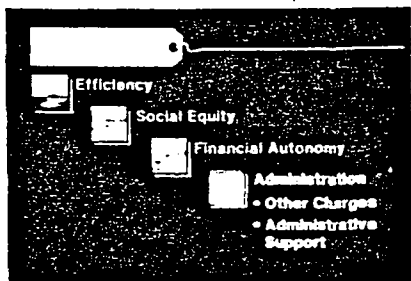 Efficiency
Social Equity
Financial Autonomy
Administration
• Other Charges
• Administrative
Support